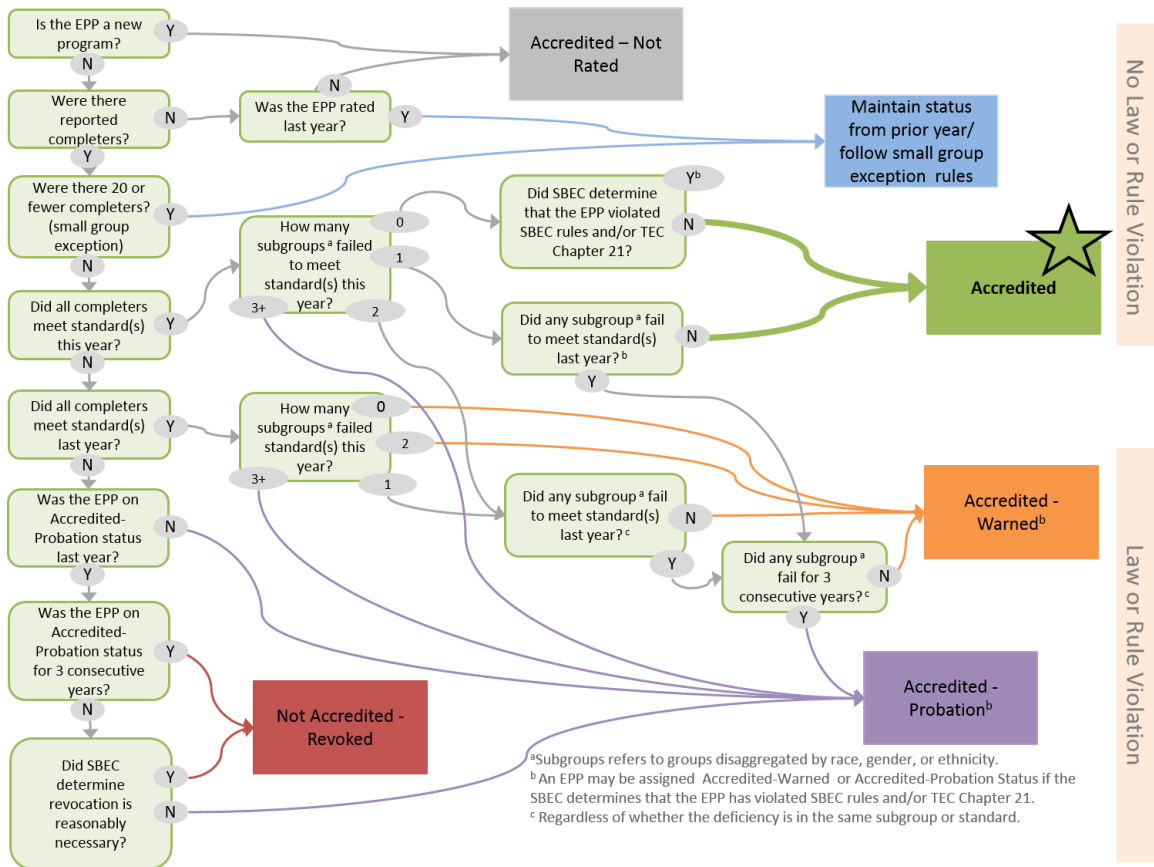 Is the EPP a new
program?
Y
N
Accredited – Not
Rated
Were there
reported
completers?
N
Y
Was the EPP rated
last year?
N
Y
Maintain status
from prior year/
follow small group
exception rules
Were there 20 or
fewer completers?
(small group
exception)
Y
N
How many
subgroups a failed
to meet
standard(s) this
year?
0
1
2
3+
Did SBEC determine
that the EPP violated
SBEC rules and/or TEC
Chapter 21?
Yb
N
Accredited
Did all completers
meet standard(s)
this year?
Y
N
Did any subgroup a fail
to meet standard(s)
last year? b
N
Y
Did all completers
meet standard(s)
last year?
Y
N
How many
subgroups a failed
standard(s) this
year?
0
2
1
3+
Did any subgroup a fail
to meet standard(s)
last year? c
N
Y
Accredited -
Warnedb
Was the EPP on
Accredited-
Probation status
last year?
N
Y
Did any subgroup a
fail for 3
consecutive years? c
N
Y
Was the EPP on
Accredited-
Probation status
for 3 consecutive
years?
Y
N
Not Accredited -
Revoked
Accredited -
Probationb
Did SBEC
determine
revocation is
reasonably
necessary?
Y
N
aSubgroups refers to groups disaggregated by race, gender, or ethnicity.
b An EPP may be assigned Accredited-Warned or Accredited-Probation Status if the
SBEC determines that the EPP has violated SBEC rules and/or TEC Chapter 21.
c Regardless of whether the deficiency is in the same subgroup or standard.
No Law or Rule Violation
Law or Rule Violation